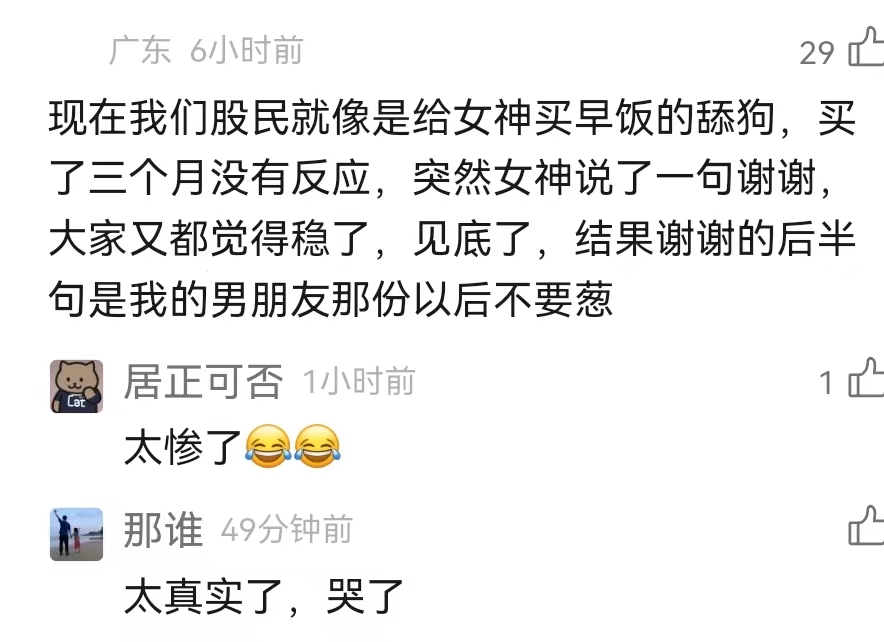 广东 6小时前 29
现在我们股民就像是给女神买早饭的舔狗，买
了三个月没有反应，突然女神说了一句谢谢，
大家又都觉得稳了，见底了，结果谢谢的后半
句是我的男朋友那份以后不要葱
居正可否 1小时前 1
Cat
太惨了😂😂
那谁 49分钟前
太真实了，哭了